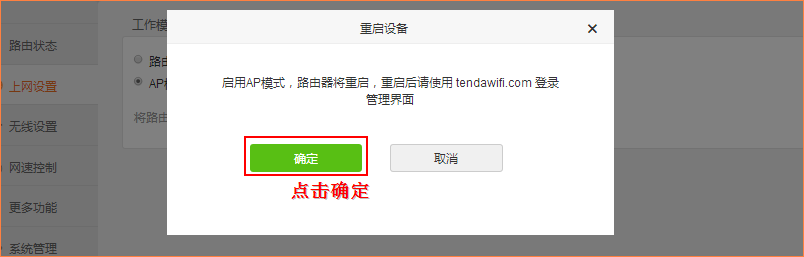 工作模
重启设备
路由状态
路由
上网设置
AP模
启用AP模式，路由器将重启，重启后请使用 tendawifi.com 登录
管理界面
将路由
无线设置
网速控制
确定
取消
点击确定
更多功能
系统管理